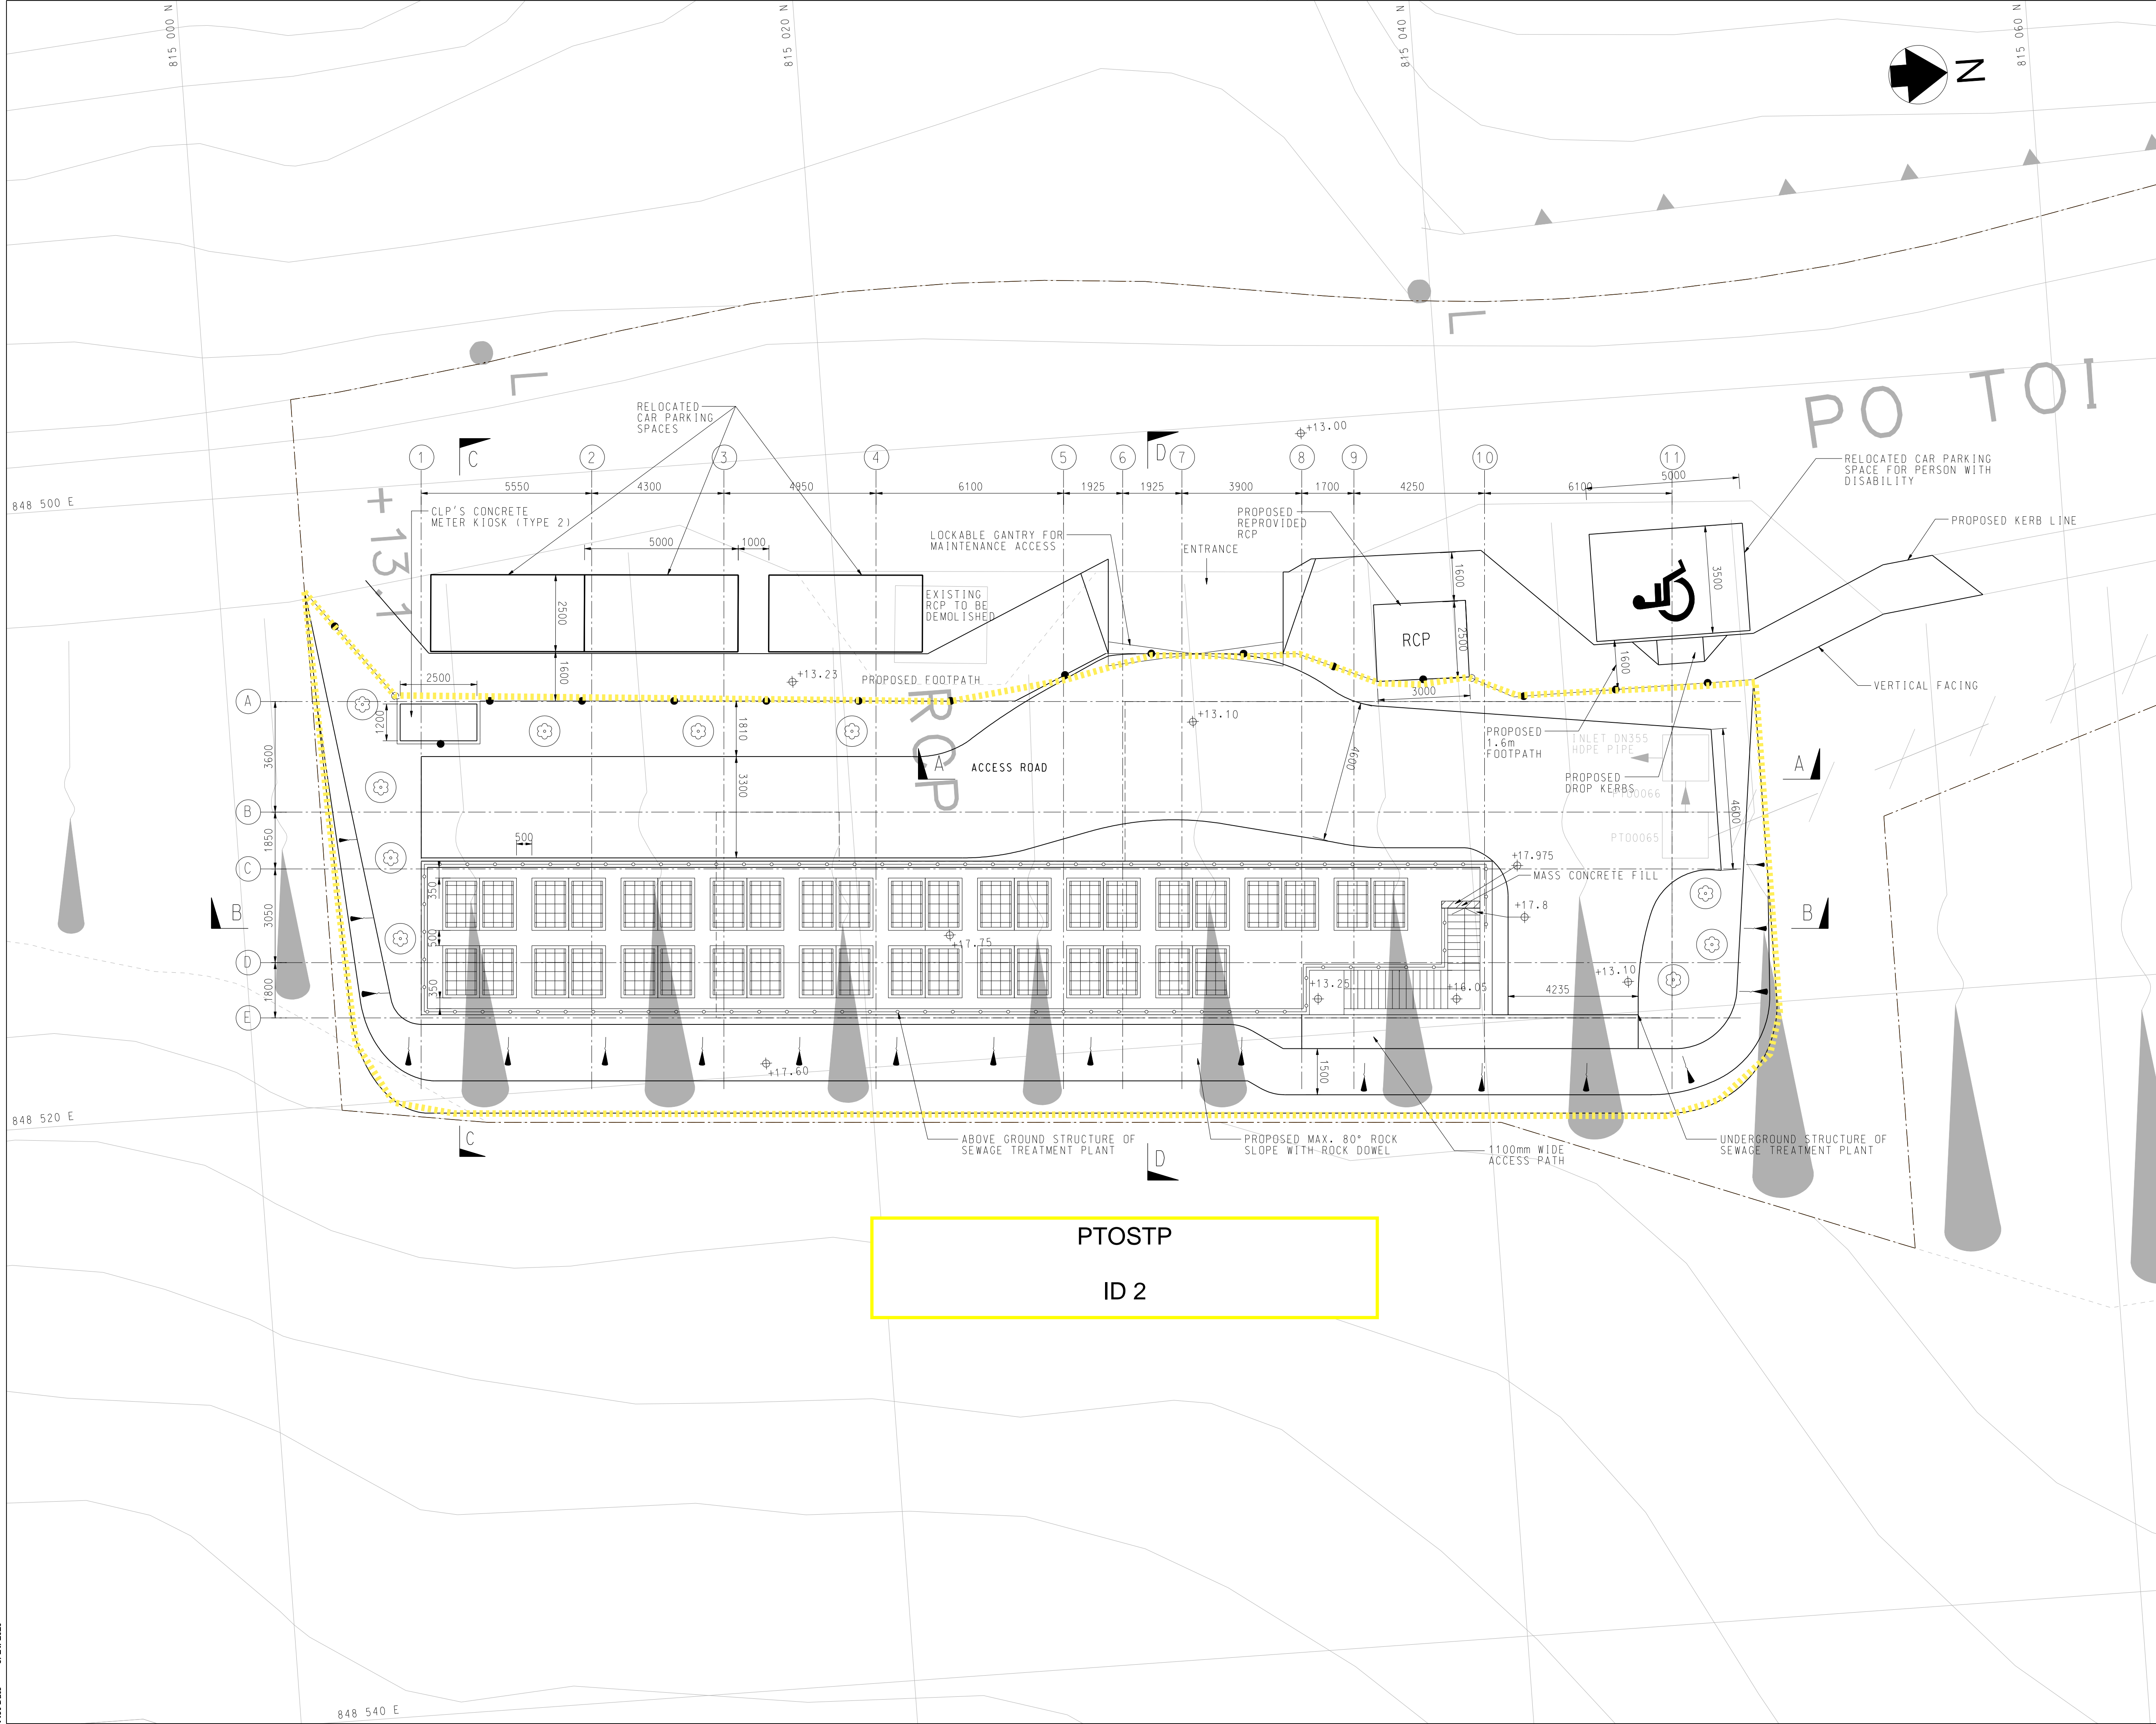 815 000 N
815 020 N
815 040 N
815 060 N
N
L
L
PO TOI
RELOCATED
CAR PARKING
SPACES
+13.00
C
D
1
2
3
4
5
6
7
8
9
10
11
RELOCATED CAR PARKING
SPACE FOR PERSON WITH
DISABILITY
5550
4300
4950
6100
1925
1925
3900
1700
4250
6100
5000
848 500 E
+13.1
CLP'S CONCRETE
METER KIOSK (TYPE 2)
PROPOSED
REPROVIDED
RCP
PROPOSED KERB LINE
LOCKABLE GANTRY FOR
MAINTENANCE ACCESS
ENTRANCE
5000
1000
2500
1600
3500
EXISTING
RCP TO BE
DEMOLISHED
RCP
2500
1600
1600
+13.23
PROPOSED FOOTPATH
2500
3000
VERTICAL FACING
A
1200
1810
RCP
+13.10
PROPOSED
1.6m
FOOTPATH
INLET DN355
HDPE PIPE
3600
A
ACCESS ROAD
4600
A
PROPOSED
DROP KERBS
PTD0066
3300
4600
B
1850
500
PTD0065
C
+17.975
MASS CONCRETE FILL
350
B
3050
+17.8
B
500
+17.75
D
+13.10
1800
350
+13.25
+16.05
4235
E
+17.60
1500
848 520 E
C
ABOVE GROUND STRUCTURE OF
SEWAGE TREATMENT PLANT
D
PROPOSED MAX. 80° ROCK
SLOPE WITH ROCK DOWEL
1100mm WIDE
ACCESS PATH
UNDERGROUND STRUCTURE OF
SEWAGE TREATMENT PLANT
PTOSTP
ID 2
848 540 E